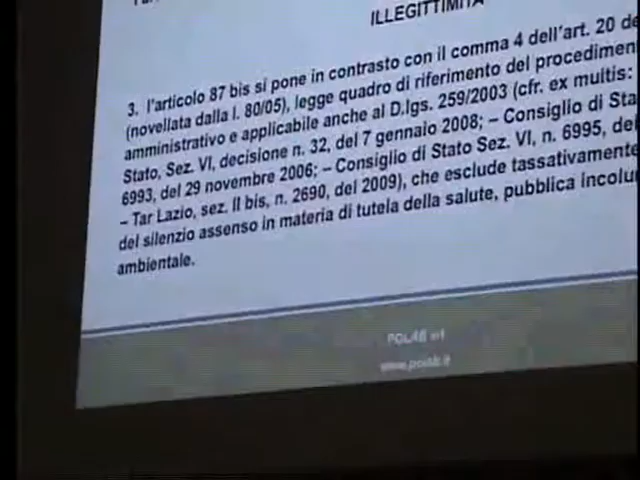 ILLEGITTIMITA
3. l'articolo 87 bis si pone in contrasto con il comma 4 dell'art. 20 de
(novellata dalla l. 80/05), legge quadro di riferimento del procedimen
amministrativo e applicabile anche al D.lgs. 259/2003 (cfr. ex multis:
Stato, Sez. VI, decisione n. 32, del 7 gennaio 2008; – Consiglio di Sta
6993, del 29 novembre 2006; – Consiglio di Stato Sez. VI, n. 6995, de
– Tar Lazio, sez. II bis, n. 2690, del 2009), che esclude tassativamente
del silenzio assenso in materia di tutela della salute, pubblica incolu
ambientale.
POLAB srl
www.polab.it